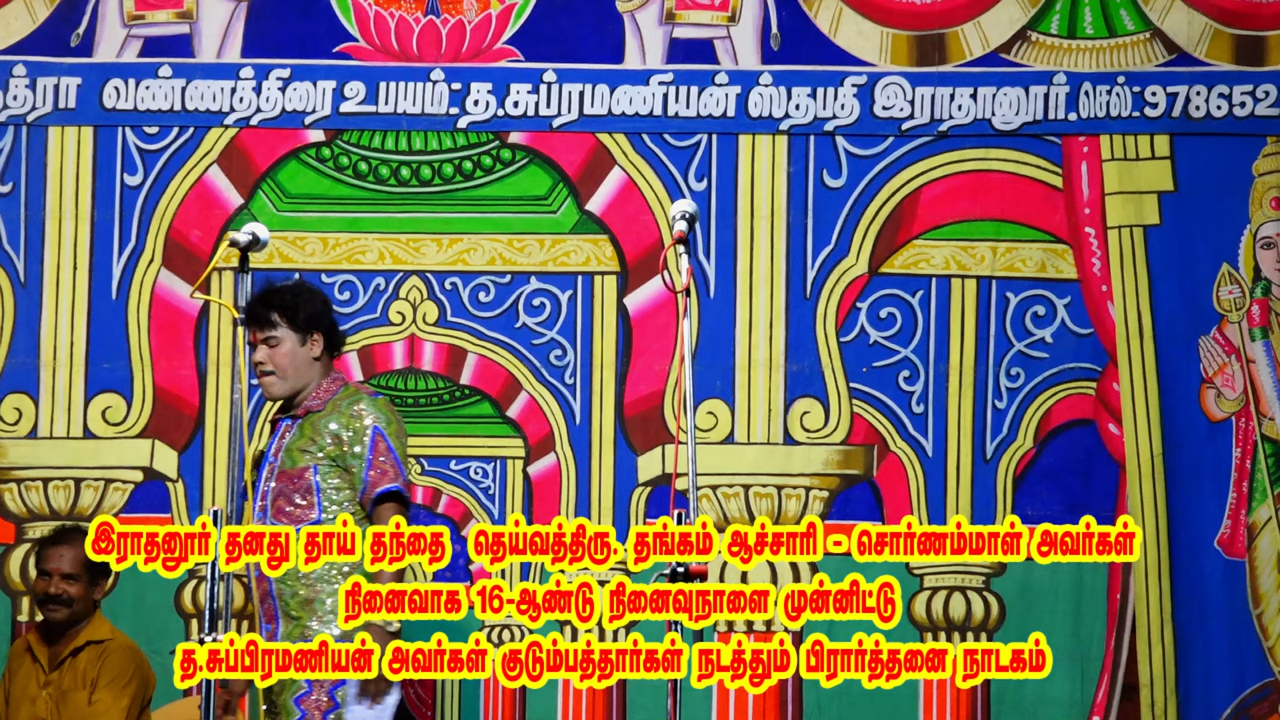 த்ரா வண்ணத்திரை உபயம்:-த.சுப்ரமணியன் ஸ்தபதி இராதானூர்.செல்:-978652
இராதனூர் தனது தாய் தந்தை தெய்வத்திரு. தங்கம் ஆச்சாரி - சொர்ணம்மாள் அவர்கள்
நினைவாக 16-ஆண்டு நினைவுநாளை முன்னிட்டு
த.சுப்பிரமணியன் அவர்கள் குடும்பத்தார்கள் நடத்தும் பிரார்த்தனை நாடகம்